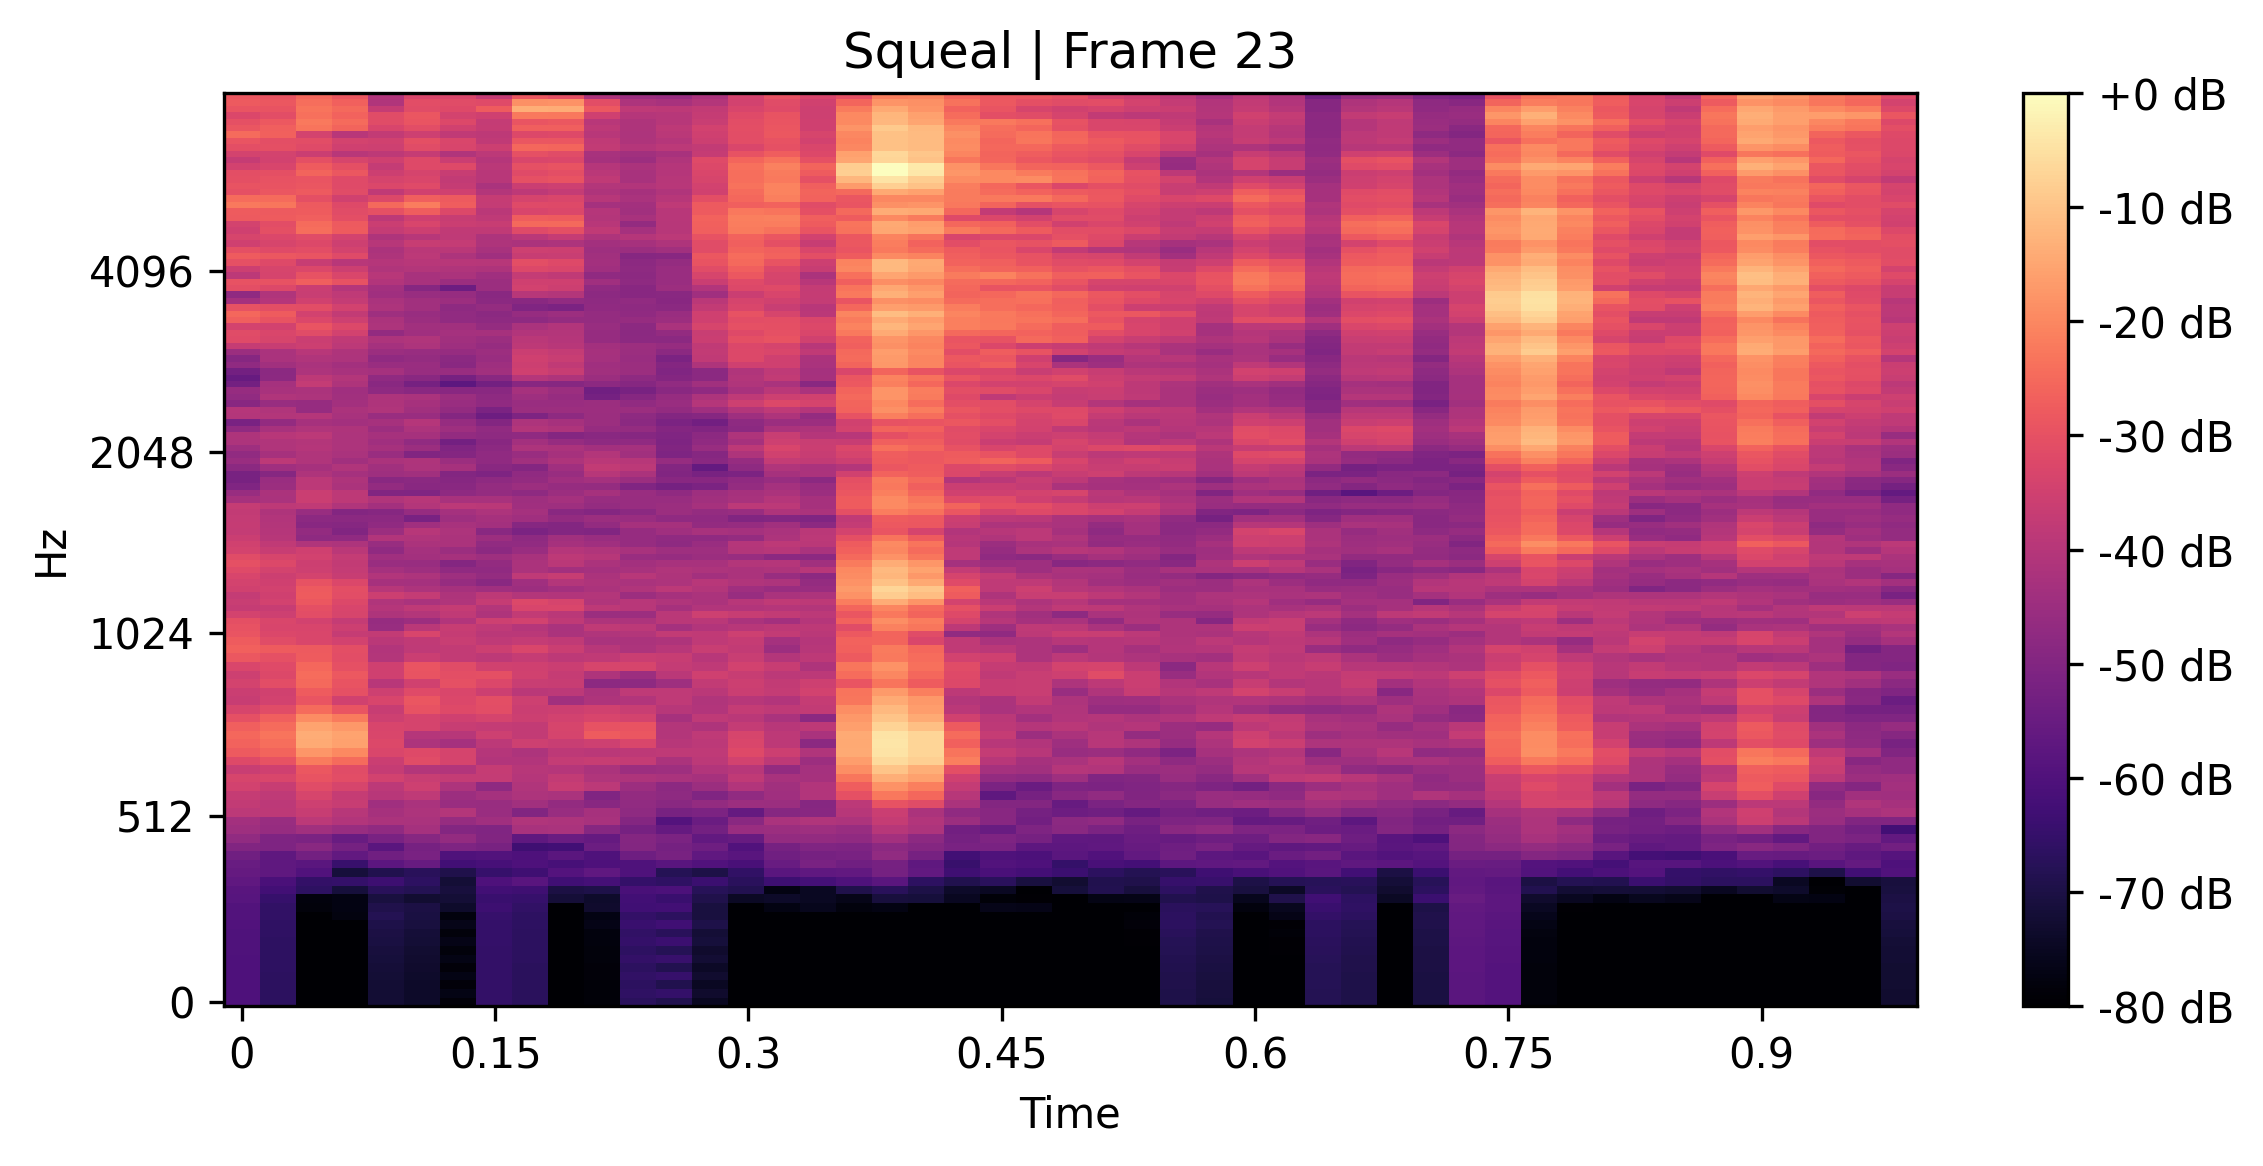 Squeal | Frame 23
+0 dB
-10 dB
-20 dB
-30 dB
-40 dB
-50 dB
-60 dB
-70 dB
-80 dB
Hz
4096
2048
1024
512
0
0 0.15 0.3 0.45 0.6 0.75 0.9
Time